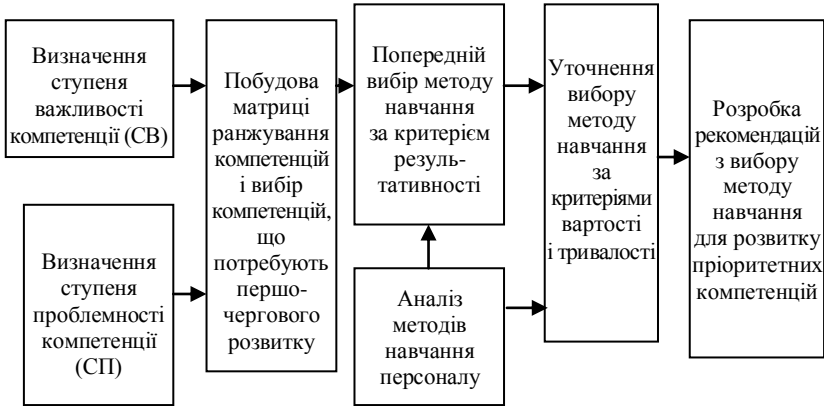 Визначення
ступеня
важливості
компетенції (СВ)
Визначення
ступеня
проблемності
компетенції
(СП)
Побудова
матриці
ранжування
компетенцій
і вибір
компетенцій,
що
потребують
першо-
чергового
розвитку
Попередній
вибір методу
навчання
за критерієм
резуль-
тативності
Аналіз
методів
навчання
персоналу
Уточнення
вибору
методу
навчання
за
критеріями
вартості
і тривалості
Розробка
рекомендацій
з вибору
методу
навчання
для розвитку
пріоритетних
компетенцій